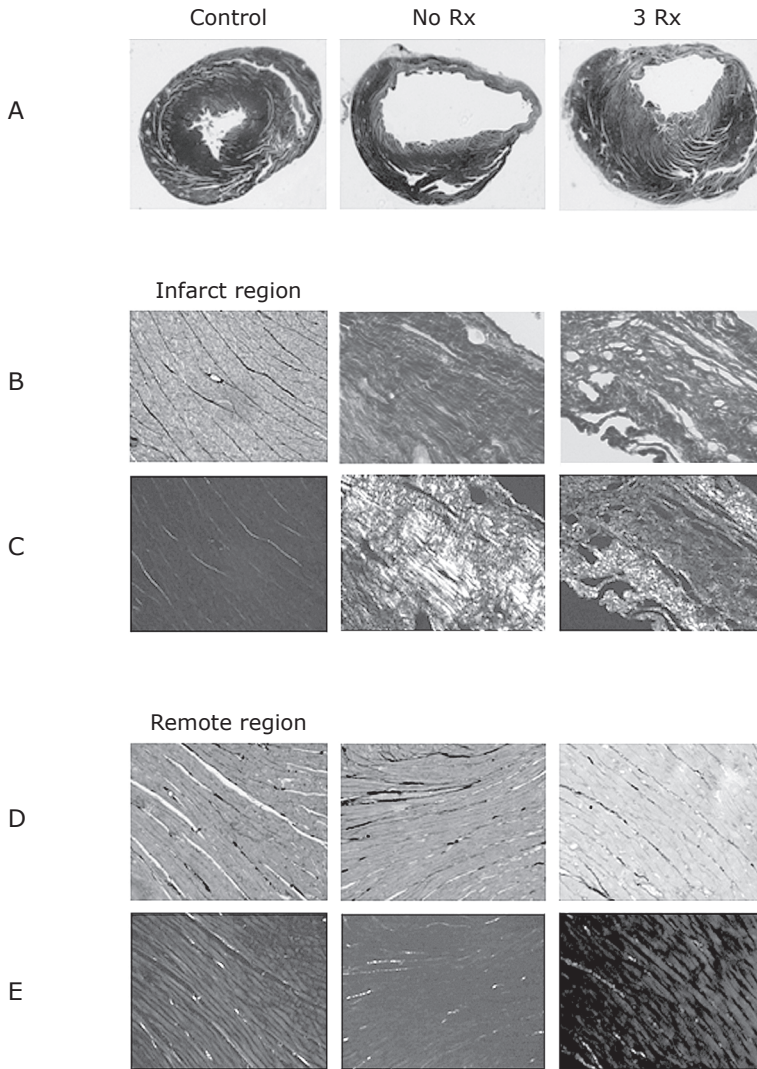 Control No Rx 3 Rx
A
Infarct region
B
C
Remote region
D
E